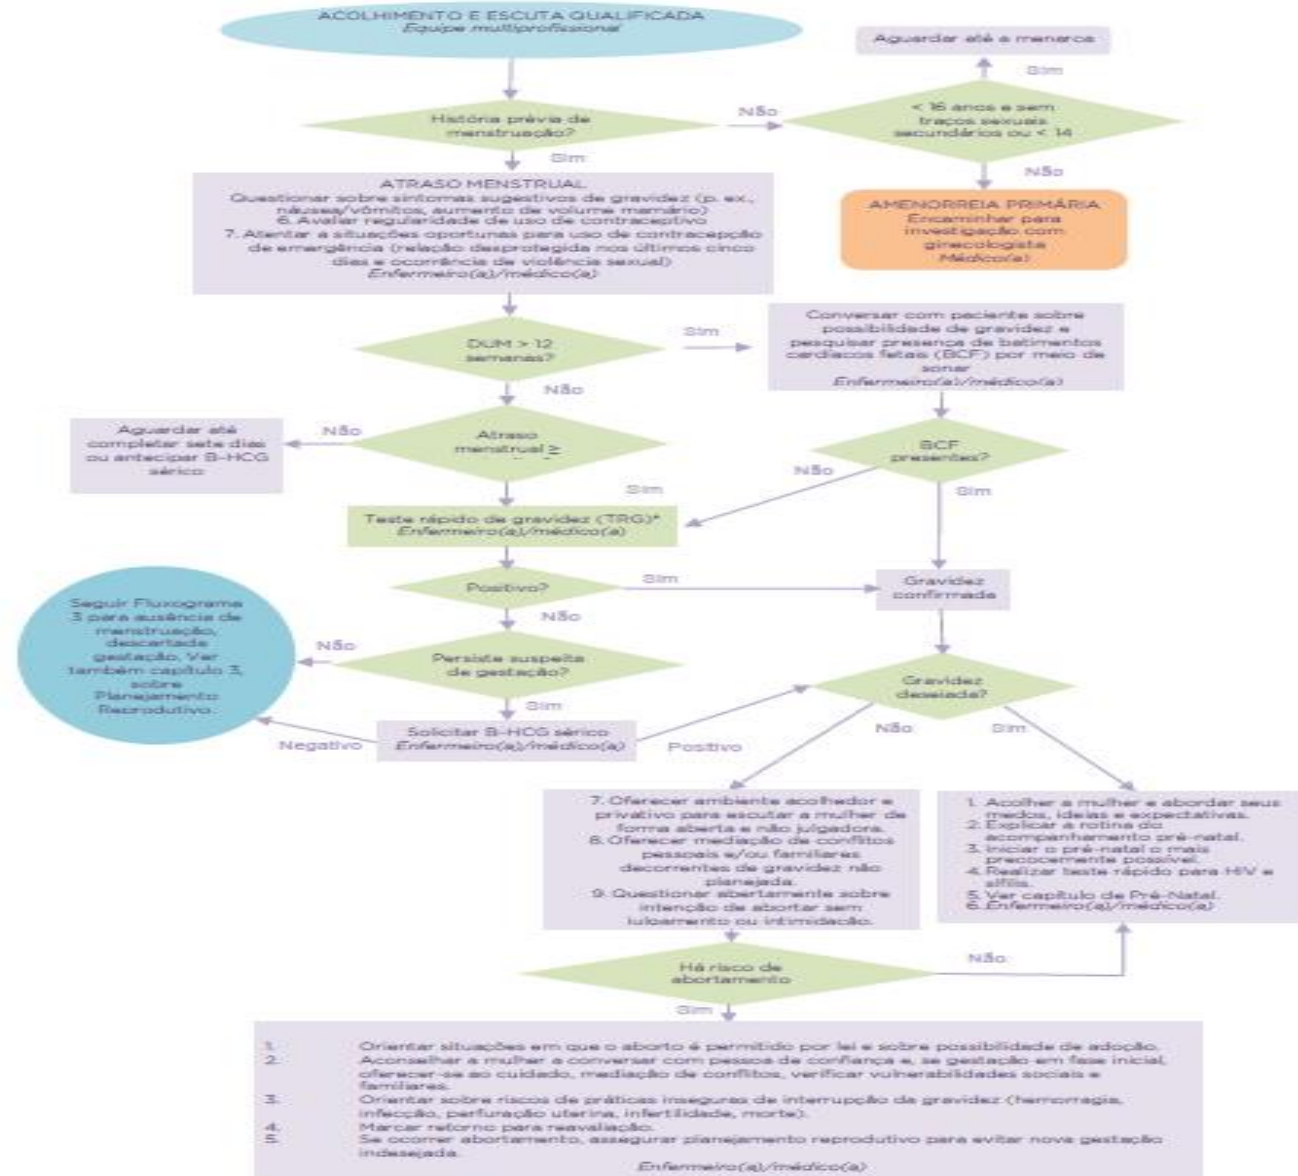 ACOLHIMENTO E ESCUTA QUALIFICADA
Equipe multiprofissional
Aguardar até a menarca
Sim
História prévia de
menstruação?
Não
< 16 anos e sem
traços sexuais
secundários ou < 14
Sim
Não
ATRASO MENSTRUAL
Questionar sobre sintomas sugestivos de gravidez (p. ex.,
náusea/vômitos, aumento de volume mamário)
6. Avaliar regularidade de uso de contraceptivo
7. Atentar a situações oportunas para uso de contracepção
de emergência (relação desprotegida nos últimos cinco
dias e ocorrência de violência sexual)
Enfermeiro(a)/médico(a)
AMENORREIA PRIMÁRIA
Encaminhar para
investigação com
ginecologista
Médico(a)
DUM > 12
semanas?
Sim
Conversar com paciente sobre
possibilidade de gravidez e
pesquisar presença de batimentos
cardíacos fetais (BCF) por meio de
sonar
Enfermeiro(a)/médico(a)
Não
Aguardar até
completar sete dias
ou antecipar B-HCG
sérico
Não
Atraso
menstrual ≥
BCF
presentes?
Não
Sim
Sim
Teste rápido de gravidez (TRG)*
Enfermeiro(a)/médico(a)
Positivo?
Sim
Gravidez
confirmada
Não
Seguir Fluxograma
3 para ausência de
menstruação,
descartada
gestação. Ver
também capítulo 3,
sobre
Planejamento
Reprodutivo.
Não
Persiste suspeita
de gestação?
Gravidez
desejada?
Sim
Solicitar B-HCG sérico
Enfermeiro(a)/médico(a)
Negativo
Positivo
Não
Sim
7. Oferecer ambiente acolhedor e
privativo para escutar a mulher de
forma aberta e não julgadora.
8. Oferecer mediação de conflitos
pessoais e/ou familiares
decorrentes de gravidez não
planejada.
9. Questionar abertamente sobre
intenção de abortar sem
julgamento ou intimidação.
1. Acolher a mulher e abordar seus
medos, ideias e expectativas.
2. Explicar a rotina do
acompanhamento pré-natal.
3. Iniciar o pré-natal o mais
precocemente possível.
4. Realizar teste rápido para HIV e
sífilis.
5. Ver capítulo de Pré-Natal.
6. Enfermeiro(a)/médico(a)
Há risco de
abortamento
Não
Sim
1. Orientar situações em que o aborto é permitido por lei e sobre possibilidade de adoção.
2. Aconselhar a mulher a conversar com pessoa de confiança e, se gestação em fase inicial,
oferecer-se ao cuidado, mediação de conflitos, verificar vulnerabilidades sociais e
familiares.
3. Orientar sobre riscos de práticas inseguras de interrupção da gravidez (hemorragia,
infecção, perfuração uterina, infertilidade, morte).
4. Marcar retorno para reavaliação.
5. Se ocorrer abortamento, assegurar planejamento reprodutivo para evitar nova gestação
indesejada.
Enfermeiro(a)/médico(a)